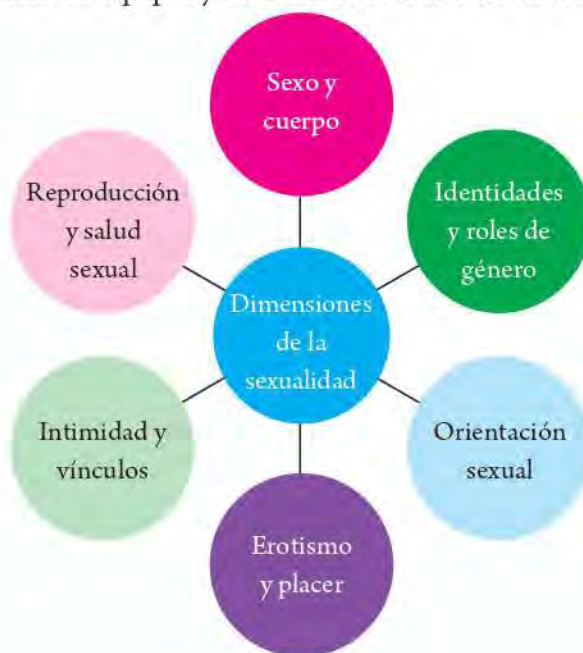 Sexo y
cuerpo
Identidades
y roles de
género
Orientación
sexual
Erotismo
y placer
Intimidad y
vínculos
Reproducción
y salud
sexual
Dimensiones
de la
sexualidad